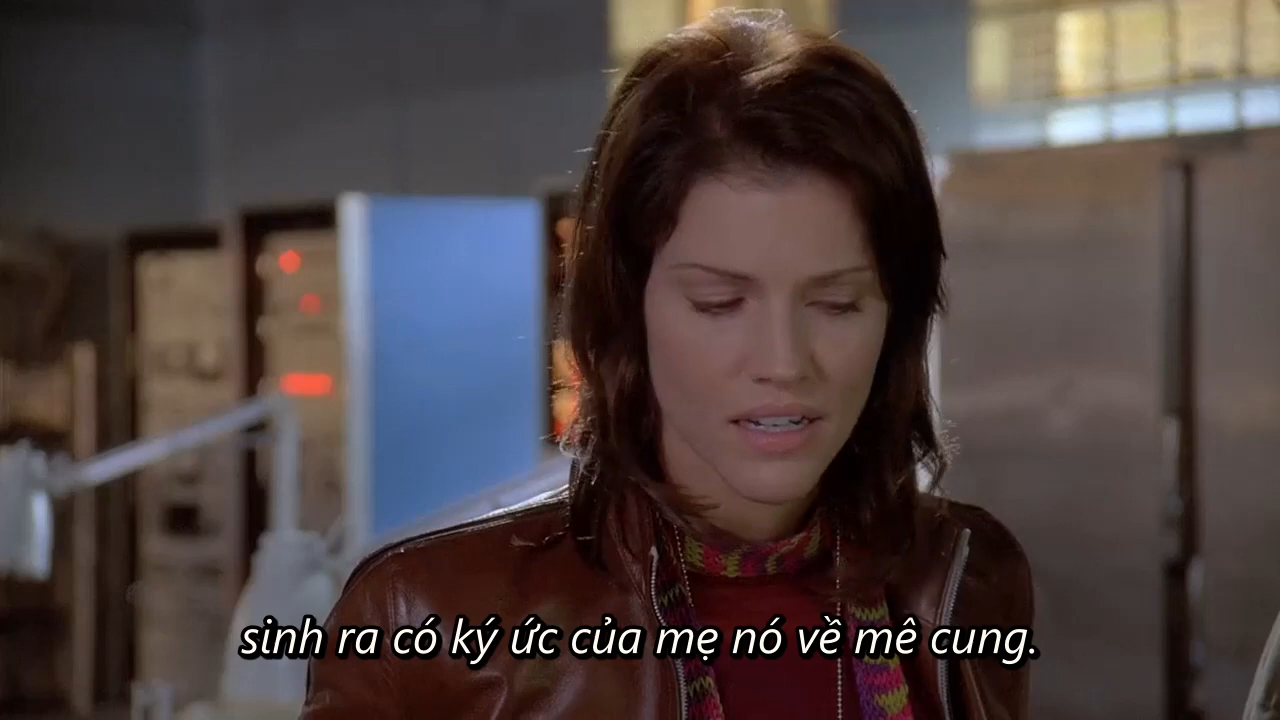 sinh ra có ký ức của mẹ nó về mê cung.